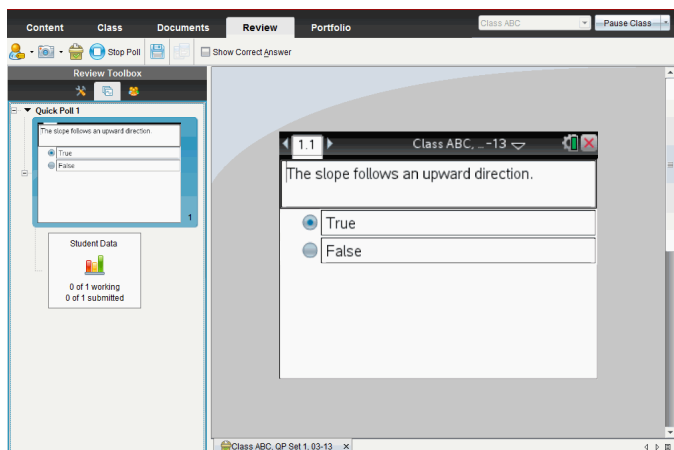 Content Class Documents Review Portfolio Class ABC Pause Class
Stop Poll Show Correct Answer
Review Toolbox
Quick Poll 1
The slope follows an upward direction.
True
False
1
Student Data
0 of 1 working
0 of 1 submitted
1.1 Class ABC, _-13
The slope follows an upward direction.
True
False
Class ABC, QP Set 1, 03-13